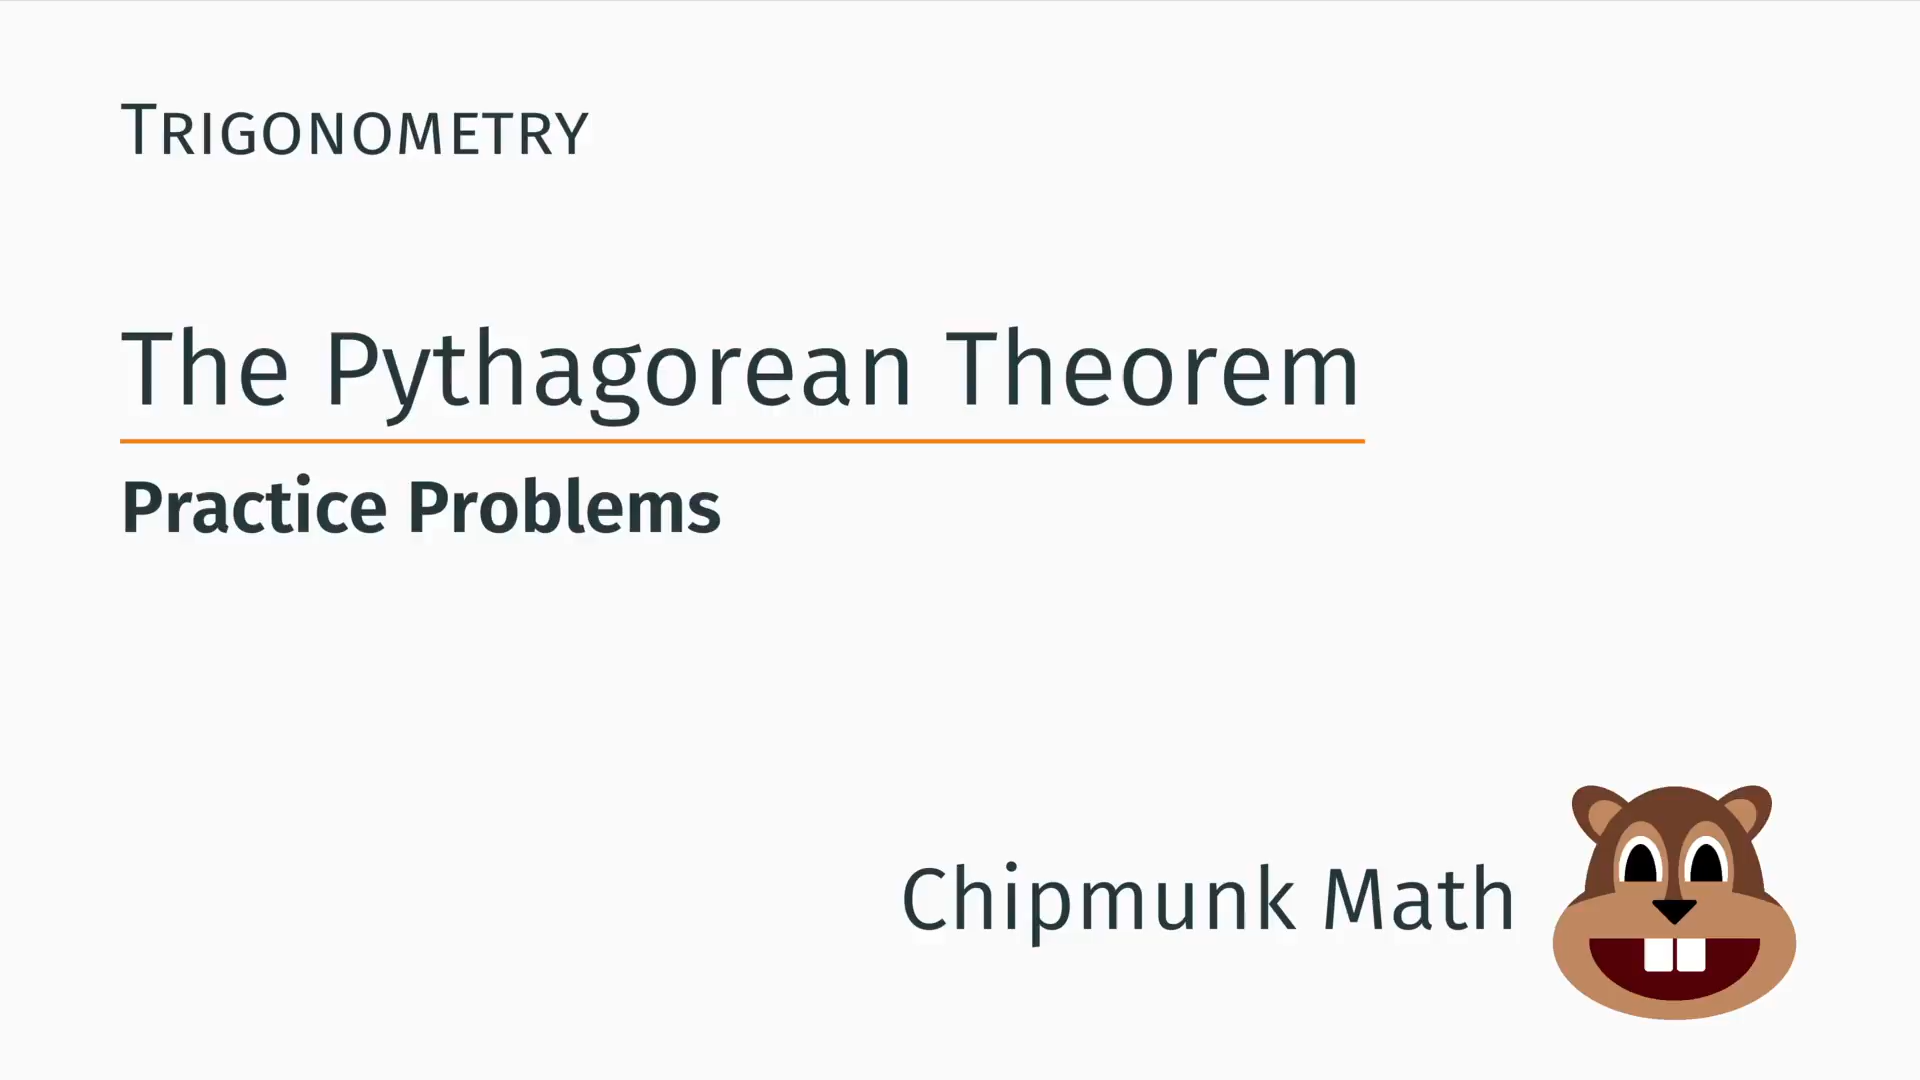 Trigonometry
The Pythagorean Theorem
Practice Problems
Chipmunk Math